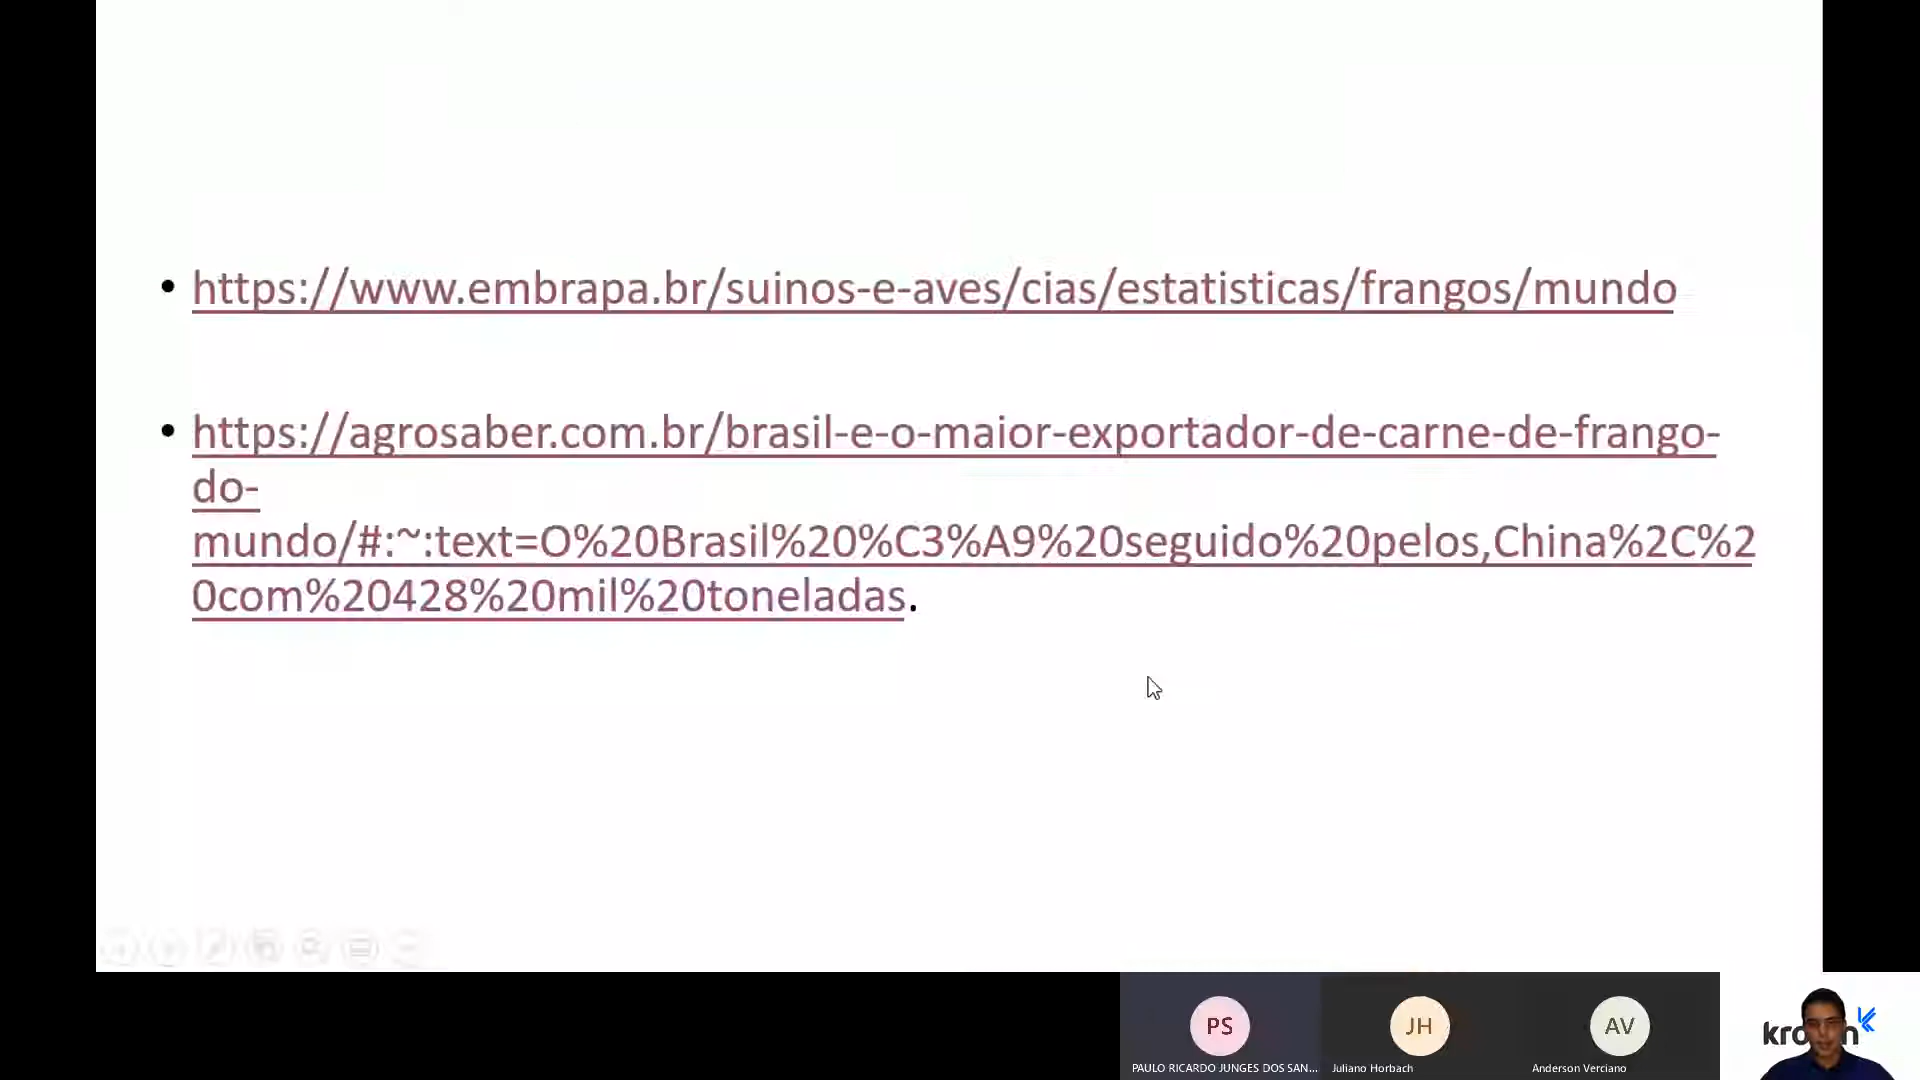 • https://www.embrapa.br/suinos-e-aves/cias/estatisticas/frangos/mundo
• https://agrosaber.com.br/brasil-e-o-maior-exportador-de-carne-de-frango-
do-
mundo/#:~:text=O%20Brasil%20%C3%A9%20seguido%20pelos,China%2C%2
0com%20428%20mil%20toneladas.
PS
JH
AV
PAULO RICARDO JUNGES DOS SAN...
Juliano Horbach
Anderson Verciano